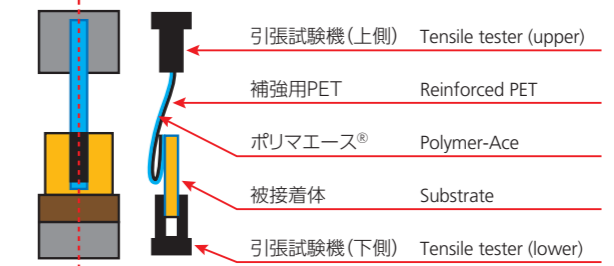 引張試験機（上側） Tensile tester (upper)
補強用PET Reinforced PET
ポリマエース® Polymer-Ace
被接着体 Substrate
引張試験機（下側） Tensile tester (lower)